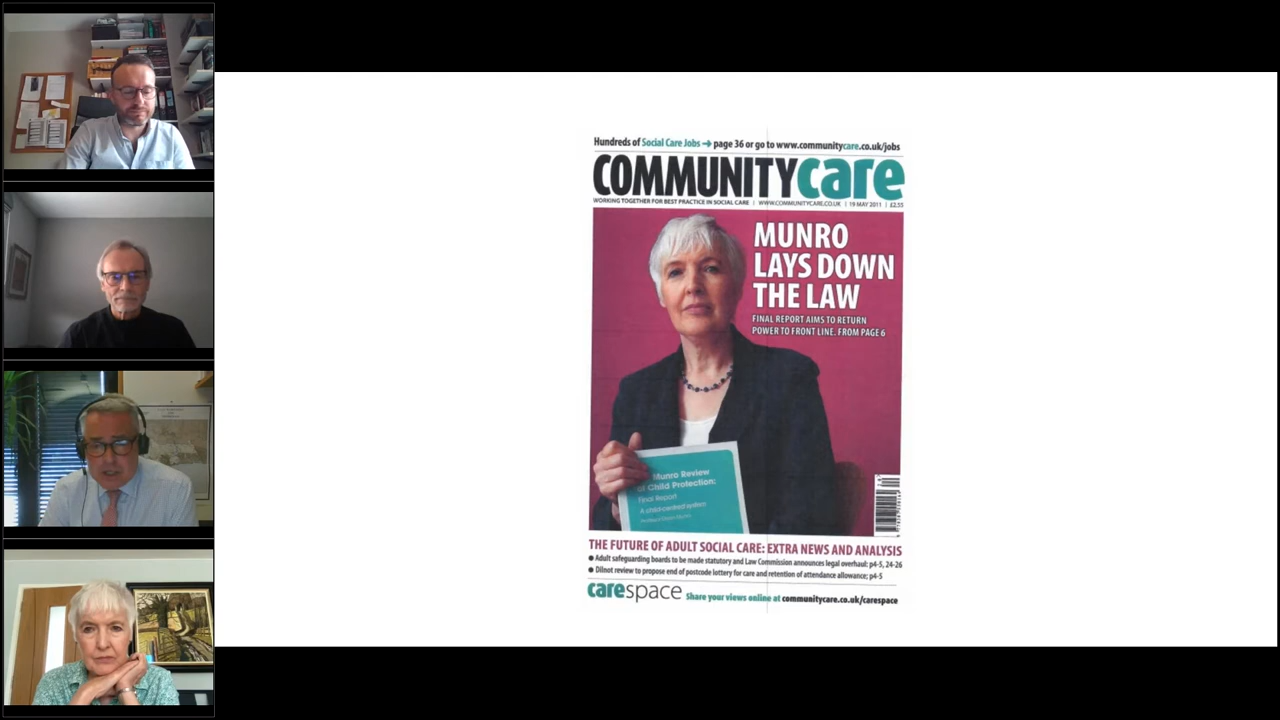 Hundreds of Social Care Jobs → page 36 or go to www.communitycare.co.uk/jobs
COMMUNITYcare
WORKING TOGETHER FOR BEST PRACTICE IN SOCIAL CARE | WWW.COMMUNITYCARE.CO.UK | 19 MAY 2011 | £2.55
MUNRO
LAYS DOWN
THE LAW
FINAL REPORT AIMS TO RETURN
POWER TO FRONT LINE. FROM PAGE 6
Munro Review
of Child Protection:
Final Report
A child-centred system
THE FUTURE OF ADULT SOCIAL CARE: EXTRA NEWS AND ANALYSIS
● Adult safeguarding boards to be made statutory and Law Commission announces legal overhaul: p4-5, 24-26
● Dilnot review to propose end of postcode lottery for care and retention of attendance allowance; p4-5
carespace Share your views online at communitycare.co.uk/carespace